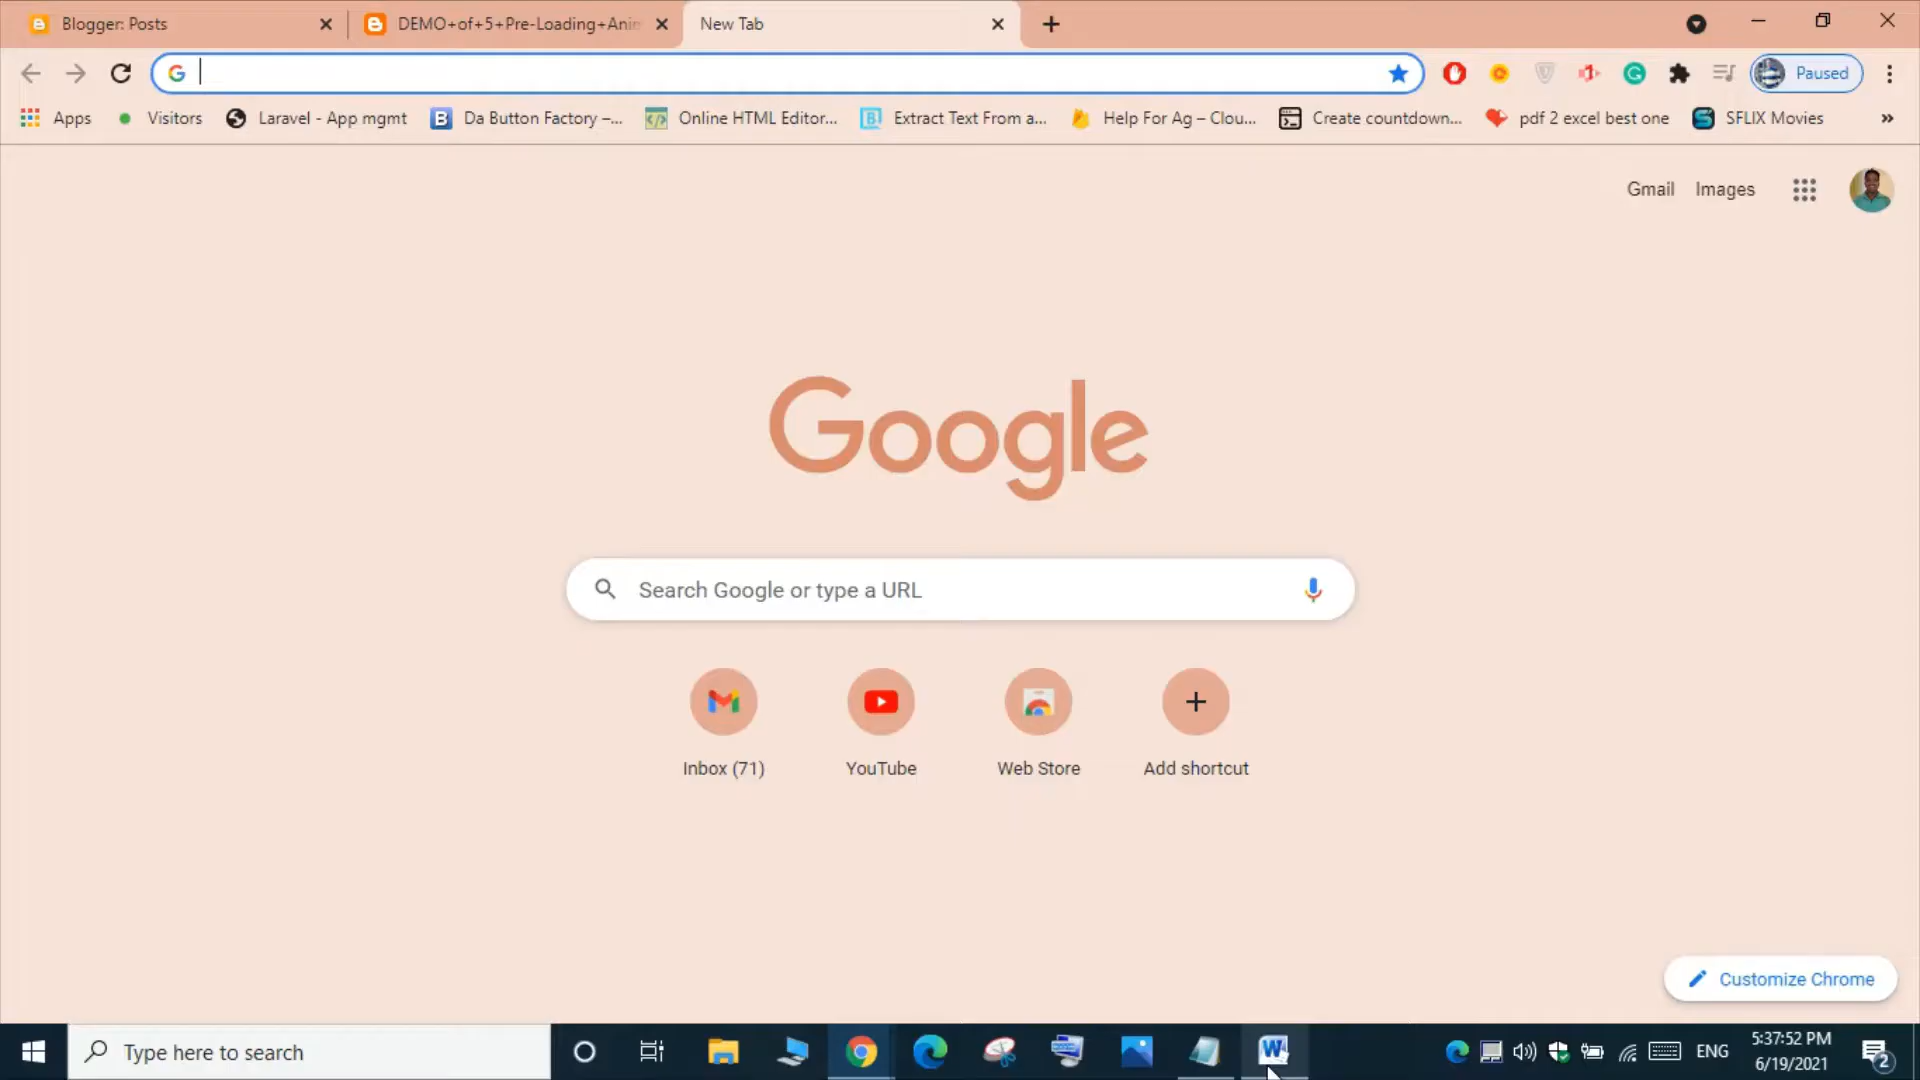 Blogger: Posts
DEMO+of+5+Pre-Loading+Anin
New Tab
Paused
Apps
Visitors
Laravel - App mgmt
Da Button Factory –...
Online HTML Editor...
Extract Text From a...
Help For Ag – Clou...
Create countdown...
pdf 2 excel best one
SFLIX Movies
»
Gmail
Images
Google
Search Google or type a URL
Inbox (71)
YouTube
Web Store
Add shortcut
Customize Chrome
Type here to search
ENG
5:37:52 PM
6/19/2021
2